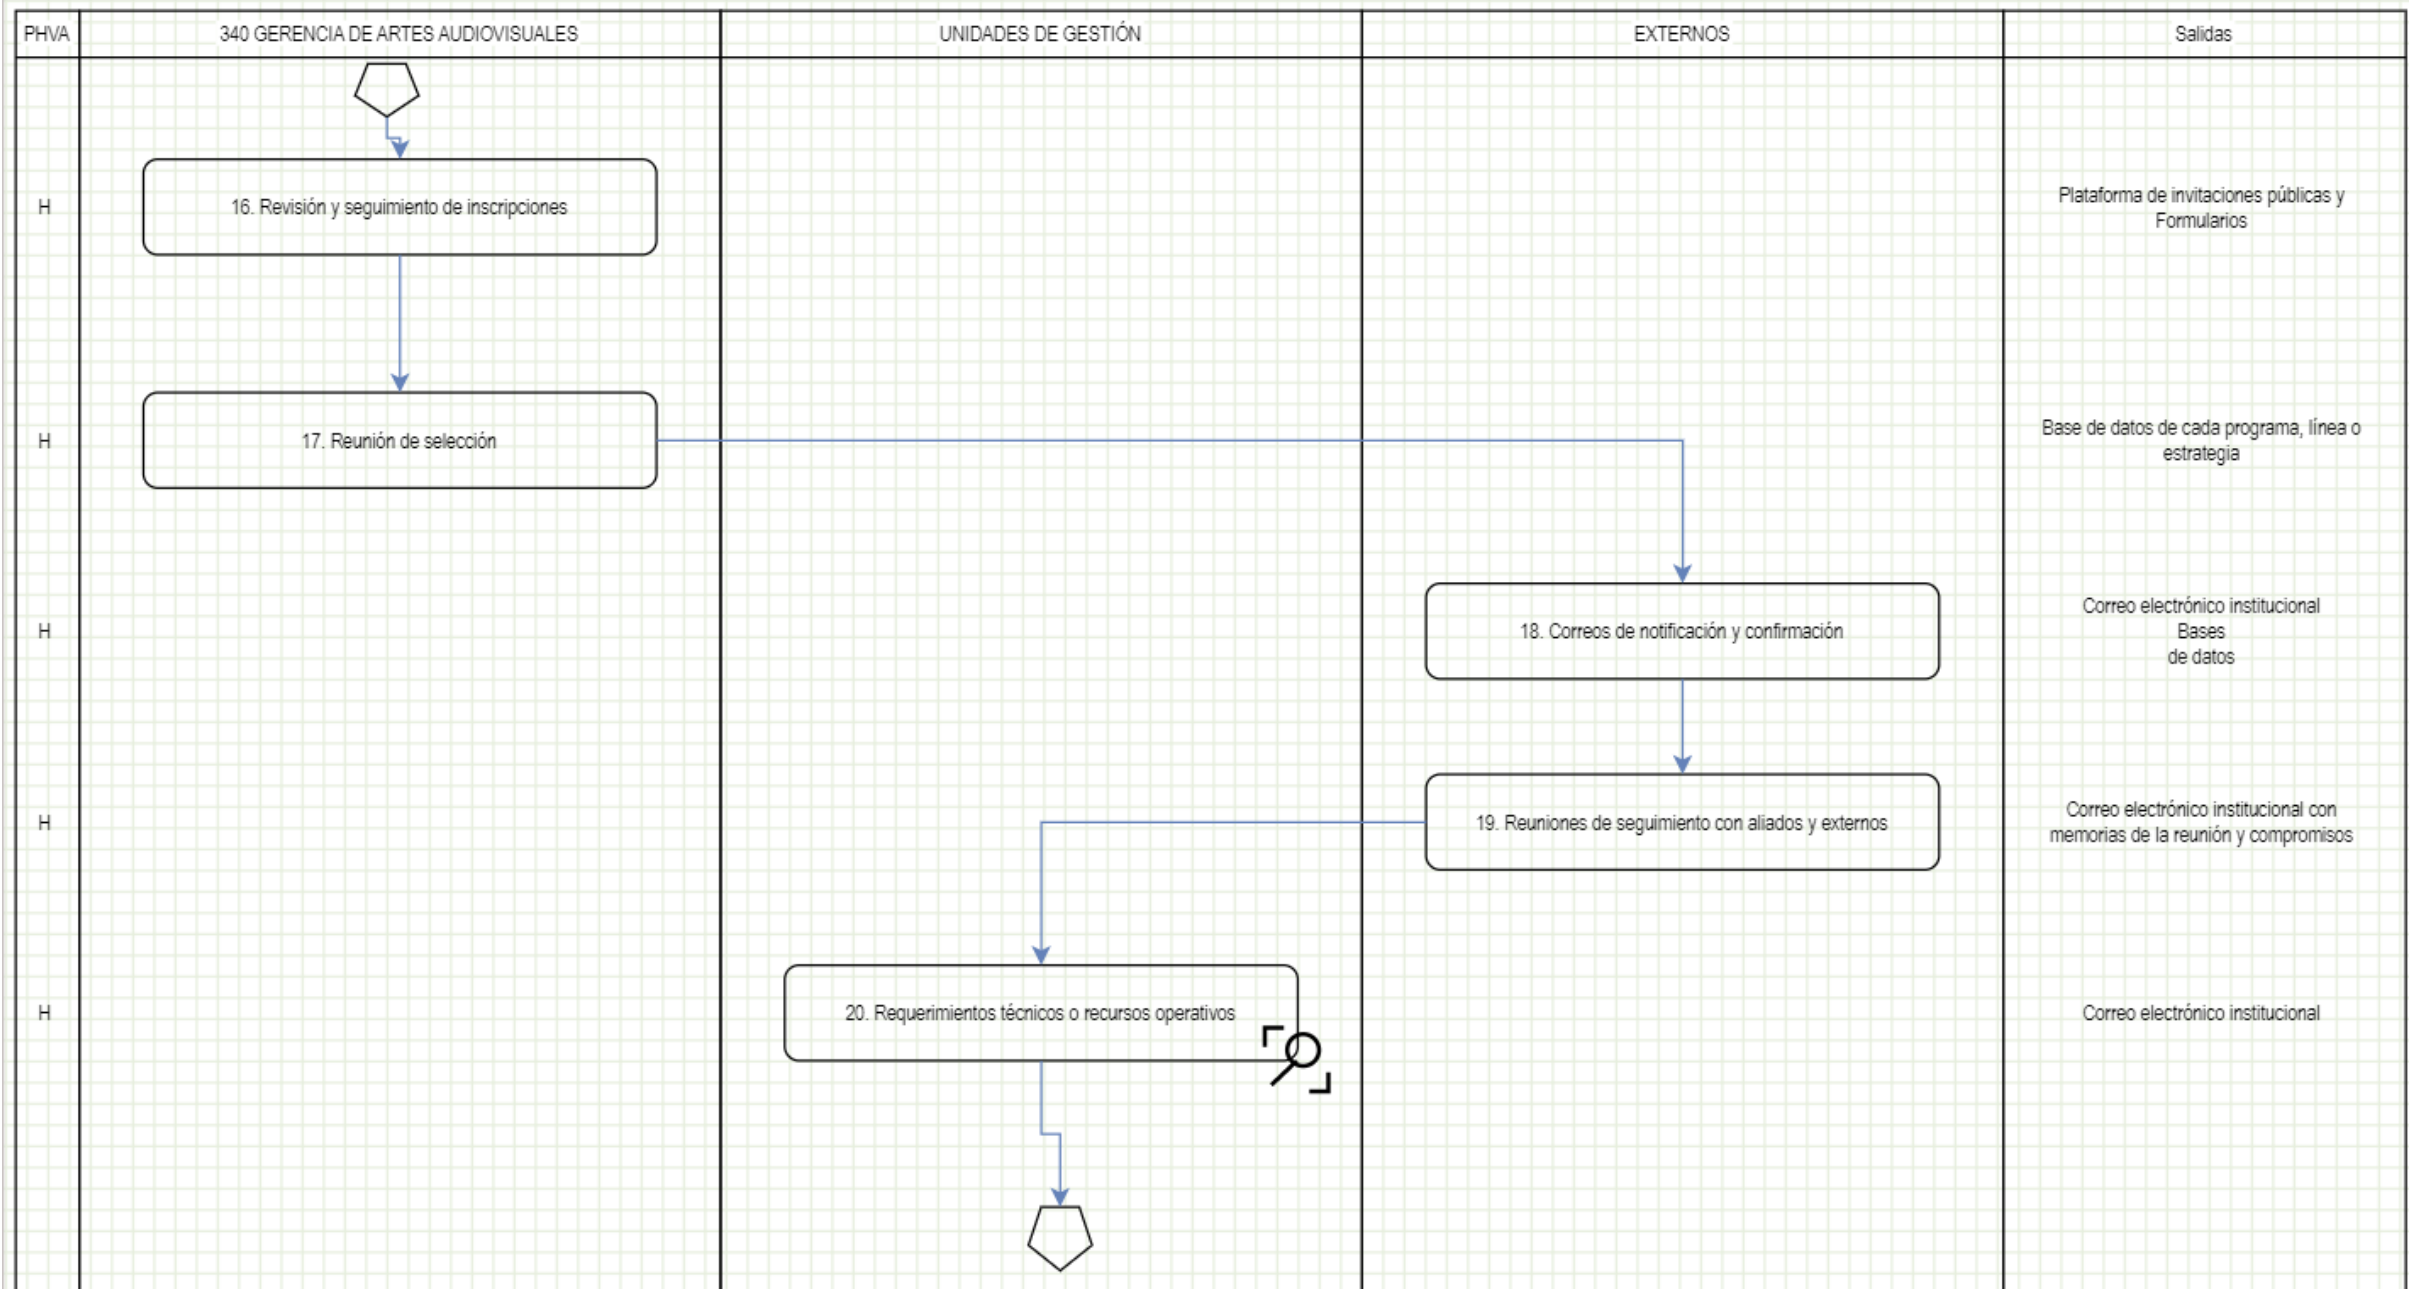 PHVA
340 GERENCIA DE ARTES AUDIOVISUALES
UNIDADES DE GESTIÓN
EXTERNOS
Salidas
H
16. Revisión y seguimiento de inscripciones
Plataforma de invitaciones públicas y
Formularios
H
17. Reunión de selección
Base de datos de cada programa, línea o
estrategia
H
18. Correos de notificación y confirmación
Correo electrónico institucional
Bases
de datos
H
19. Reuniones de seguimiento con aliados y externos
Correo electrónico institucional con
memorias de la reunión y compromisos
H
20. Requerimientos técnicos o recursos operativos
Correo electrónico institucional